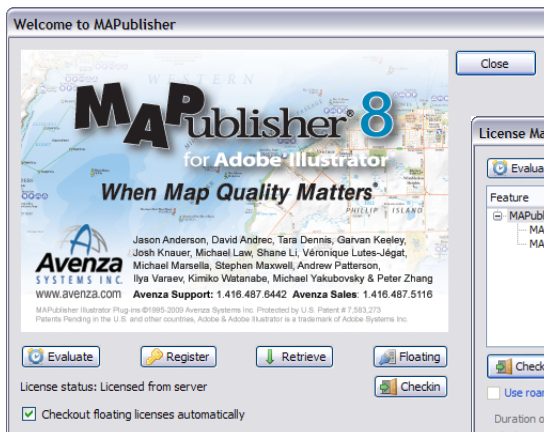 Welcome to MAPublisher
Close
WESTERN
MAPublisher® 8
for Adobe® Illustrator
When Map Quality Matters®
PHILLIP ISLAND
Avenza
SYSTEMS INC.
www.avenza.com
Jason Anderson, David Andrec, Tara Dennis, Garvan Keeley,
Josh Knauer, Michael Law, Shane Li, Véronique Lutes-Jégat,
Michael Marsella, Stephen Maxwell, Andrew Patterson,
Ilya Varaev, Kimiko Watanabe, Michael Yakubovsky & Peter Zhang
Avenza Support: 1.416.487.6442 Avenza Sales: 1.416.487.5116
MAPublisher Illustrator Plug-ins ©1995-2009 Avenza Systems Inc. Protected by U.S. Patent # 7,583,273
Patents Pending in the U.S. and other countries, Adobe & Adobe Illustrator is a trademark of Adobe Systems Inc.
Evaluate
Register
Retrieve
Floating
License status: Licensed from server
Checkin
Checkout floating licenses automatically
License Ma
Evalua
Feature
MAPubl
MA
MA
Check
Use roar
Duration o